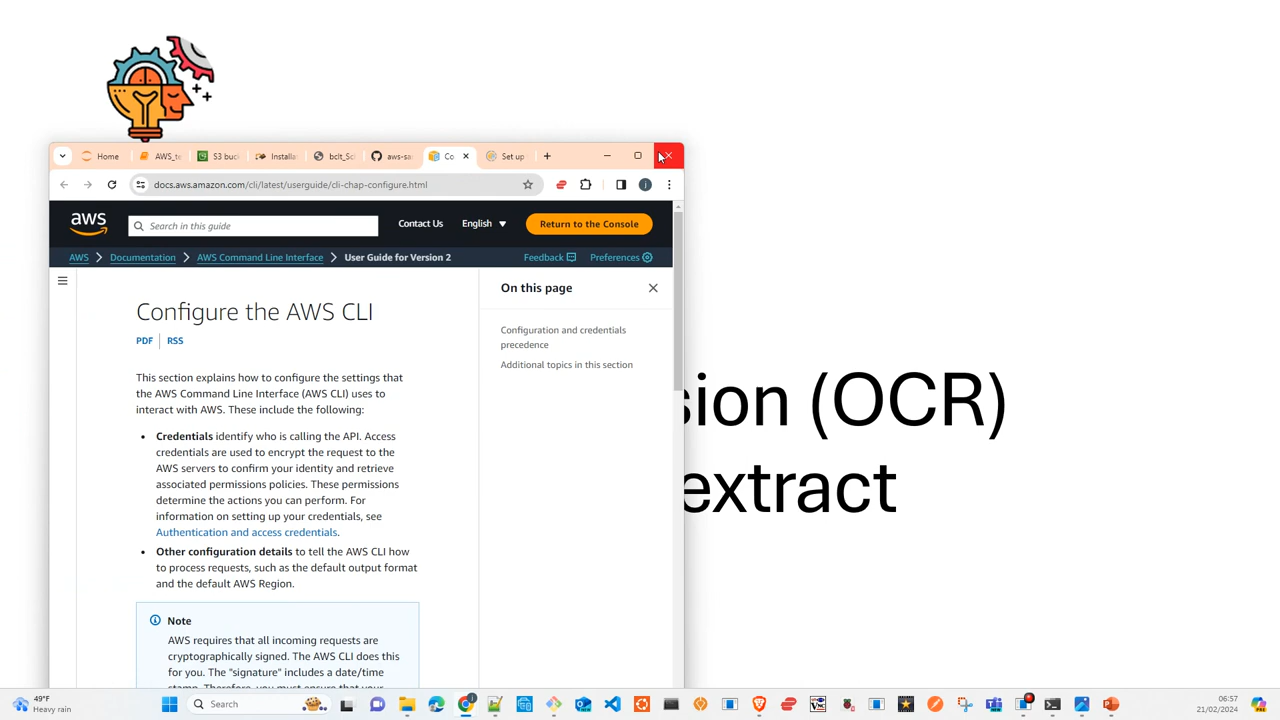 Home
AWS_te
S3 buc
Installa
bclt_Sc
aws-sa
Co
Set up
docs.aws.amazon.com/cli/latest/userguide/cli-chap-configure.html
aws
Search in this guide
Contact Us
English
Return to the Console
AWS
Documentation
AWS Command Line Interface
User Guide for Version 2
Feedback
Preferences
Configure the AWS CLI
PDF
RSS
This section explains how to configure the settings that
the AWS Command Line Interface (AWS CLI) uses to
interact with AWS. These include the following:
• Credentials identify who is calling the API. Access
credentials are used to encrypt the request to the
AWS servers to confirm your identity and retrieve
associated permissions policies. These permissions
determine the actions you can perform. For
information on setting up your credentials, see
Authentication and access credentials.
• Other configuration details to tell the AWS CLI how
to process requests, such as the default output format
and the default AWS Region.
Note
AWS requires that all incoming requests are
cryptographically signed. The AWS CLI does this
for you. The "signature" includes a date/time
stamp. Therefore, you must ensure that your
On this page
Configuration and credentials
precedence
Additional topics in this section
sion (OCR)
extract
49°F
Heavy rain
Search
06:57
21/02/2024